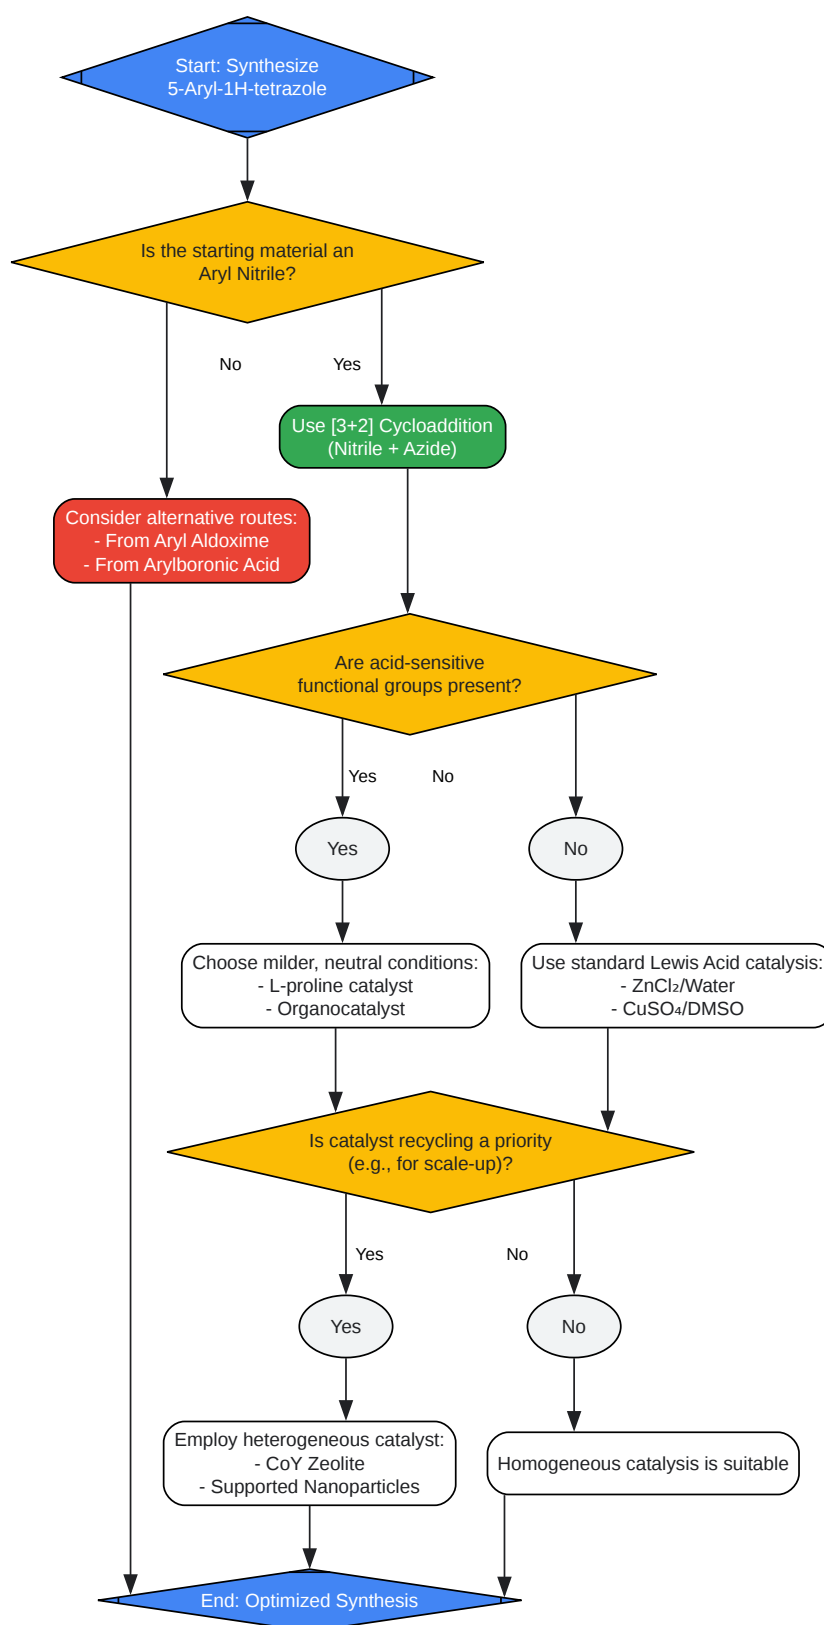 Start: Synthesize
5-Aryl-1H-tetrazole
Is the starting material an
Aryl Nitrile?
No
Yes
Use [3+2] Cycloaddition
(Nitrile + Azide)
Consider alternative routes:
- From Aryl Aldoxime
- From Arylboronic Acid
Are acid-sensitive
functional groups present?
Yes
No
Yes
No
Choose milder, neutral conditions:
- L-proline catalyst
- Organocatalyst
Use standard Lewis Acid catalysis:
- ZnCl₂/Water
- CuSO₄/DMSO
Is catalyst recycling a priority
(e.g., for scale-up)?
Yes
No
Yes
No
Employ heterogeneous catalyst:
- CoY Zeolite
- Supported Nanoparticles
Homogeneous catalysis is suitable
End: Optimized Synthesis